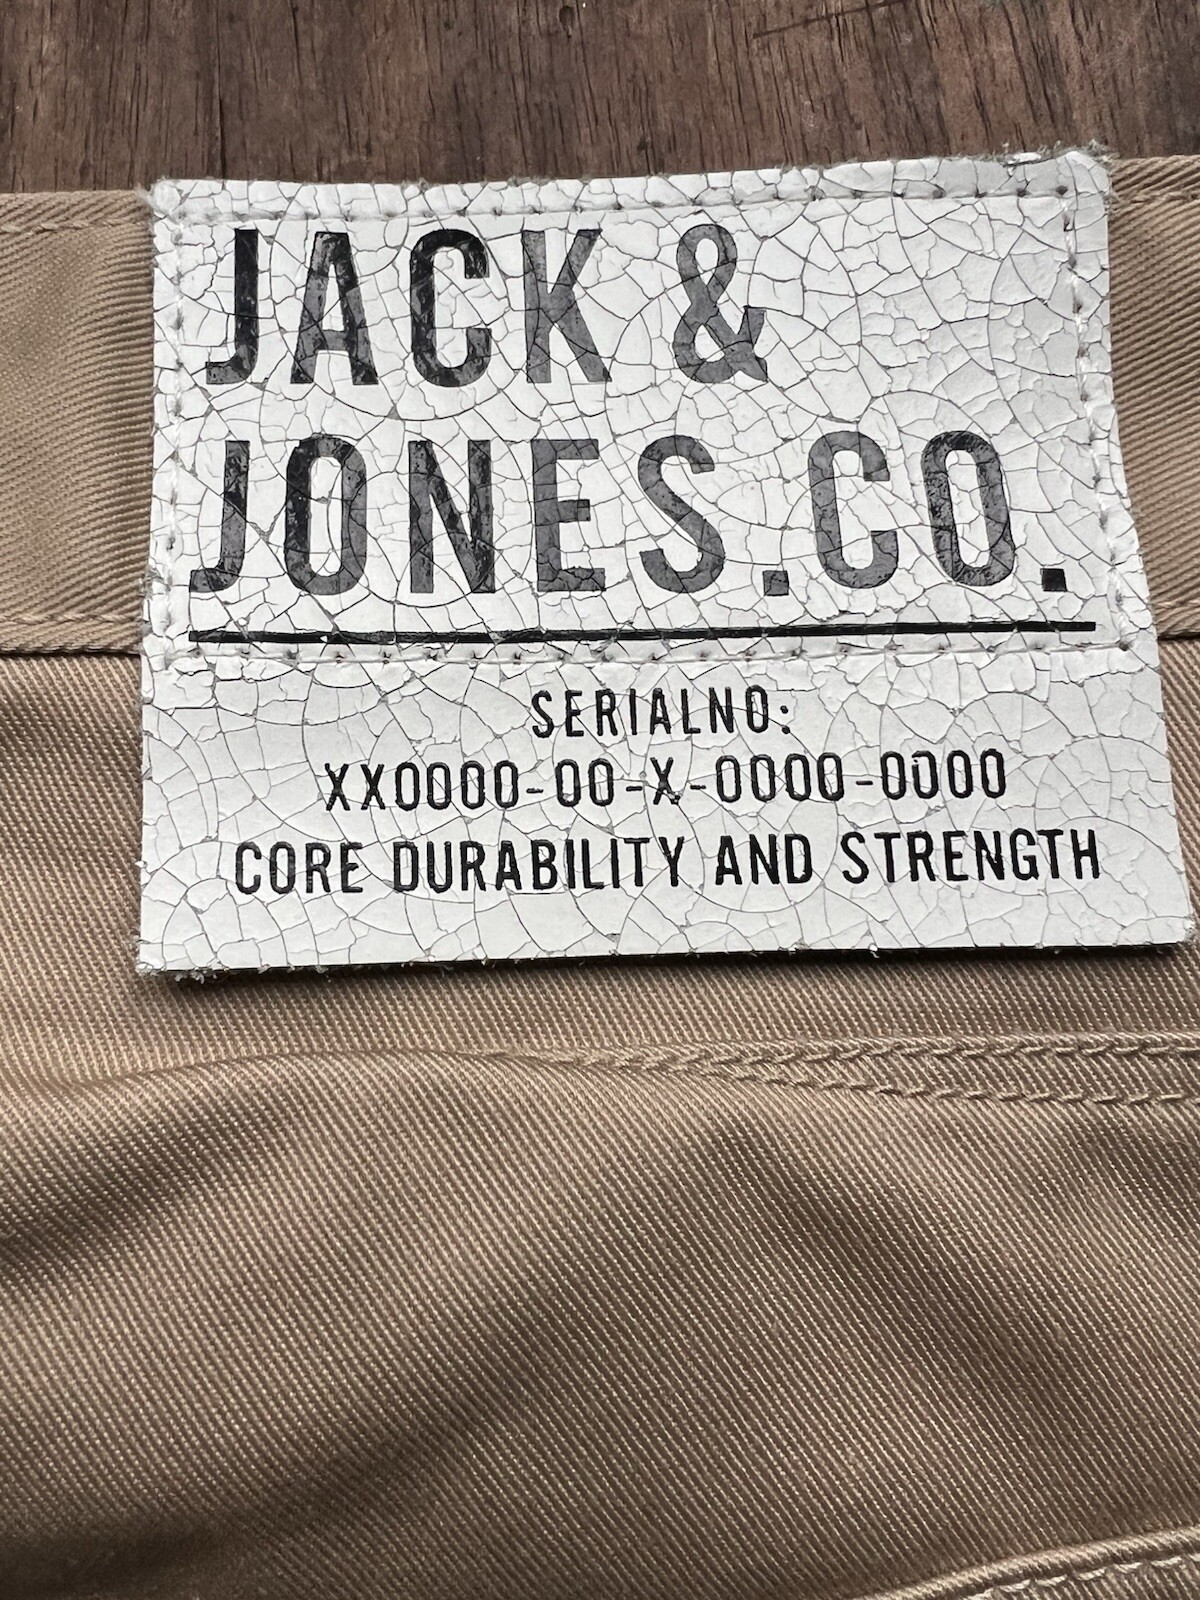 JACK &
JONES.CO.
SERIALNO:
XX0000-00-X-0000-0000
CORE DURABILITY AND STRENGTH